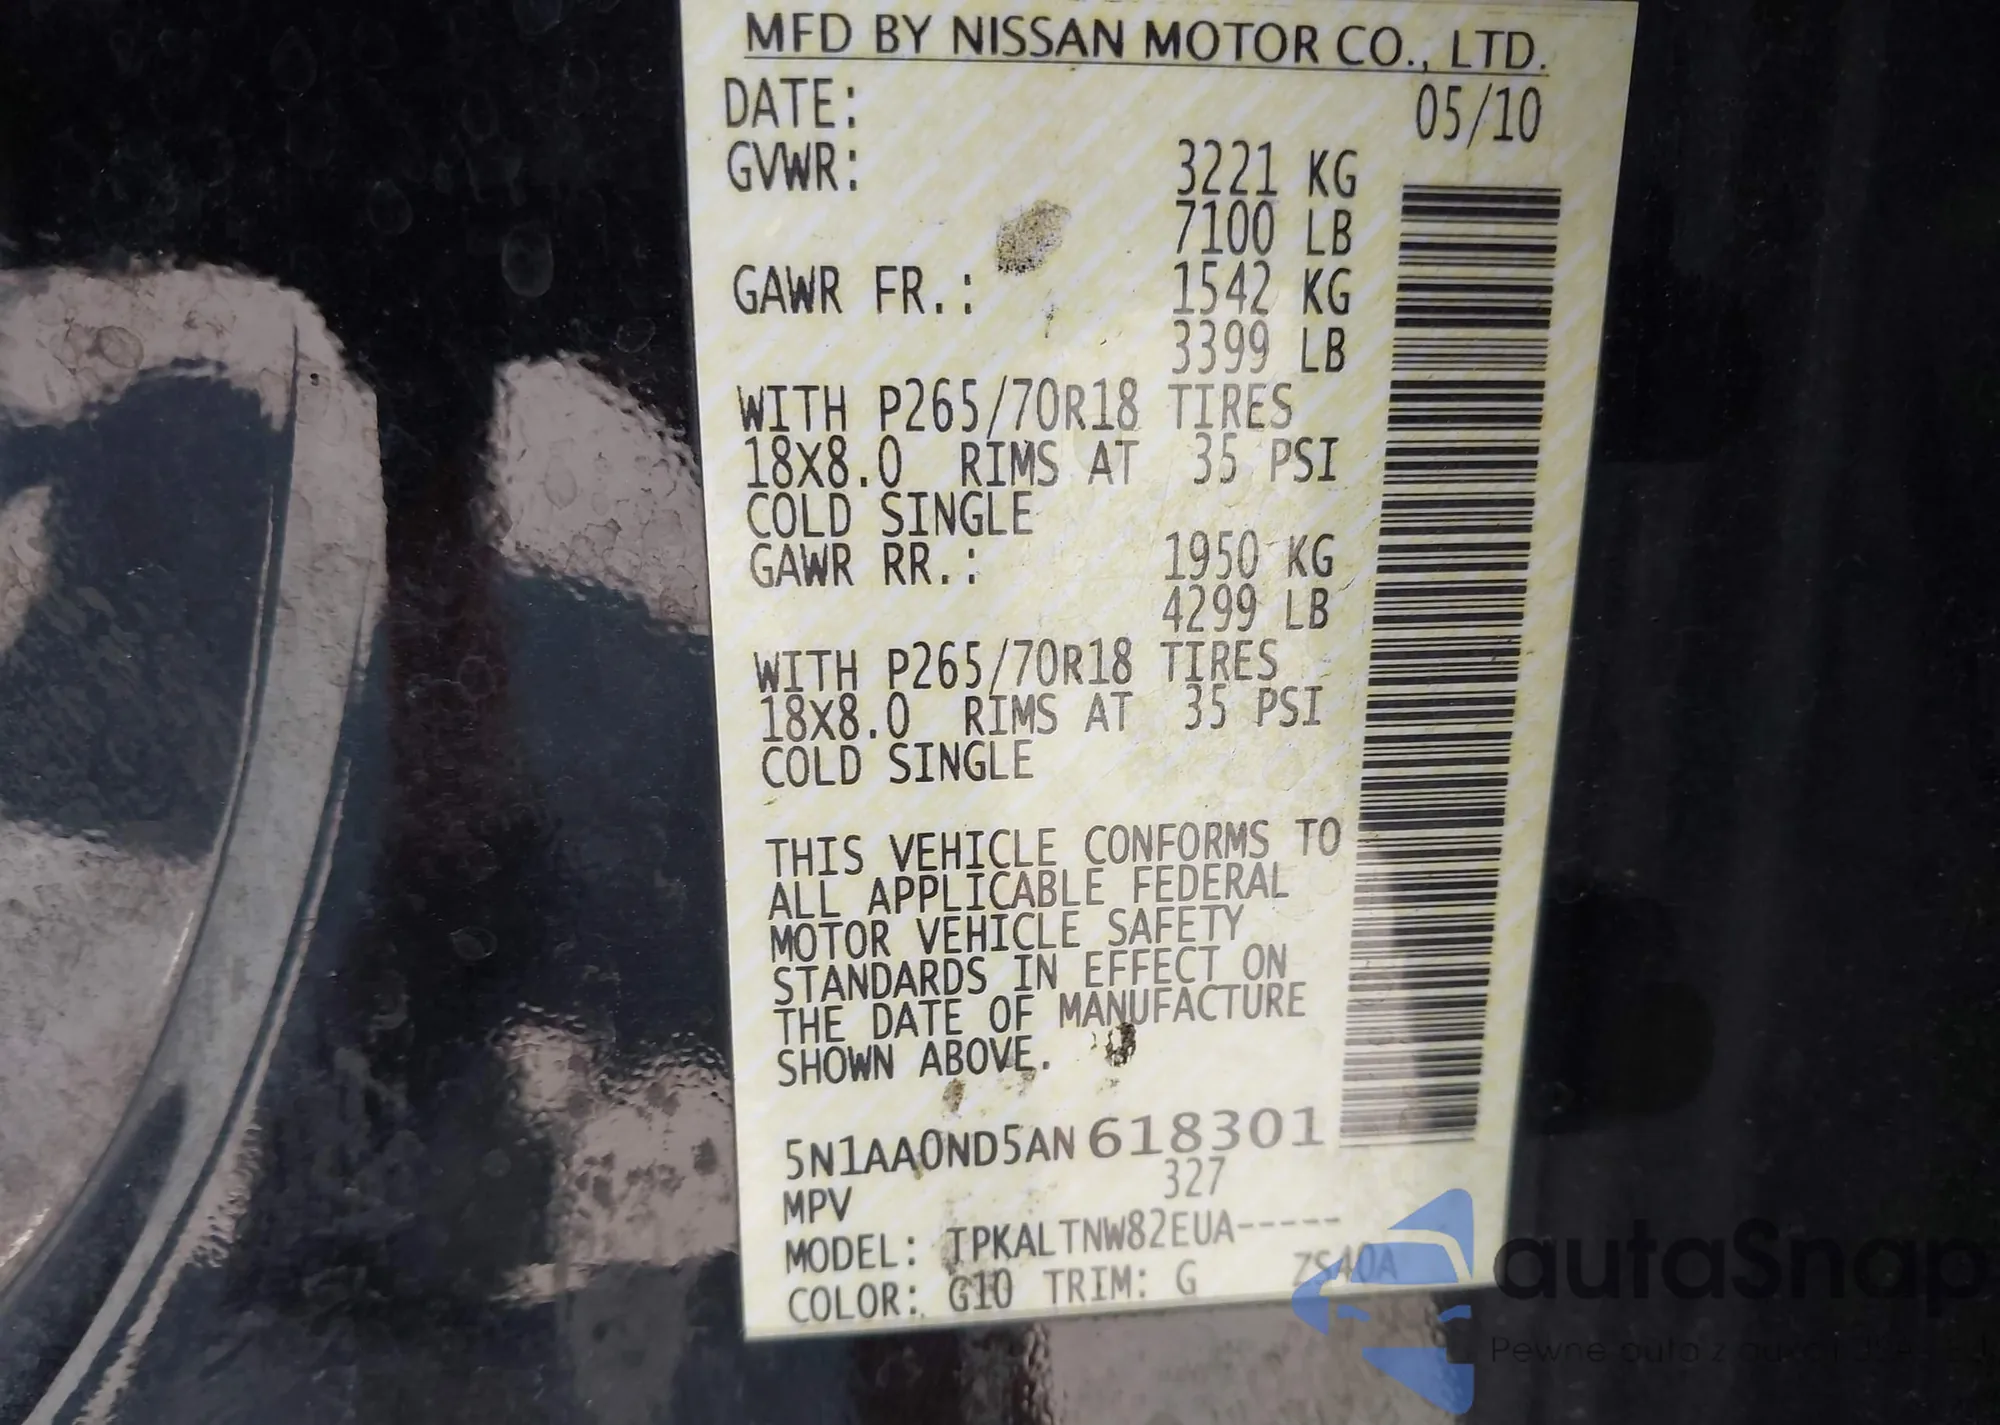 MFD BY NISSAN MOTOR CO., LTD.
DATE: 05/10
GVWR: 3221 KG
7100 LB
GAWR FR.: 1542 KG
3399 LB
WITH P265/70R18 TIRES
18X8.0 RIMS AT 35 PSI
COLD SINGLE
GAWR RR.: 1950 KG
4299 LB
WITH P265/70R18 TIRES
18X8.0 RIMS AT 35 PSI
COLD SINGLE
THIS VEHICLE CONFORMS TO
ALL APPLICABLE FEDERAL
MOTOR VEHICLE SAFETY
STANDARDS IN EFFECT ON
THE DATE OF MANUFACTURE
SHOWN ABOVE.
5N1AA0ND5AN618301
MPV 327
MODEL: TPKALTNW82EUA-----
COLOR: G10 TRIM: G ZS40A
autaSnap
Pewne auto z